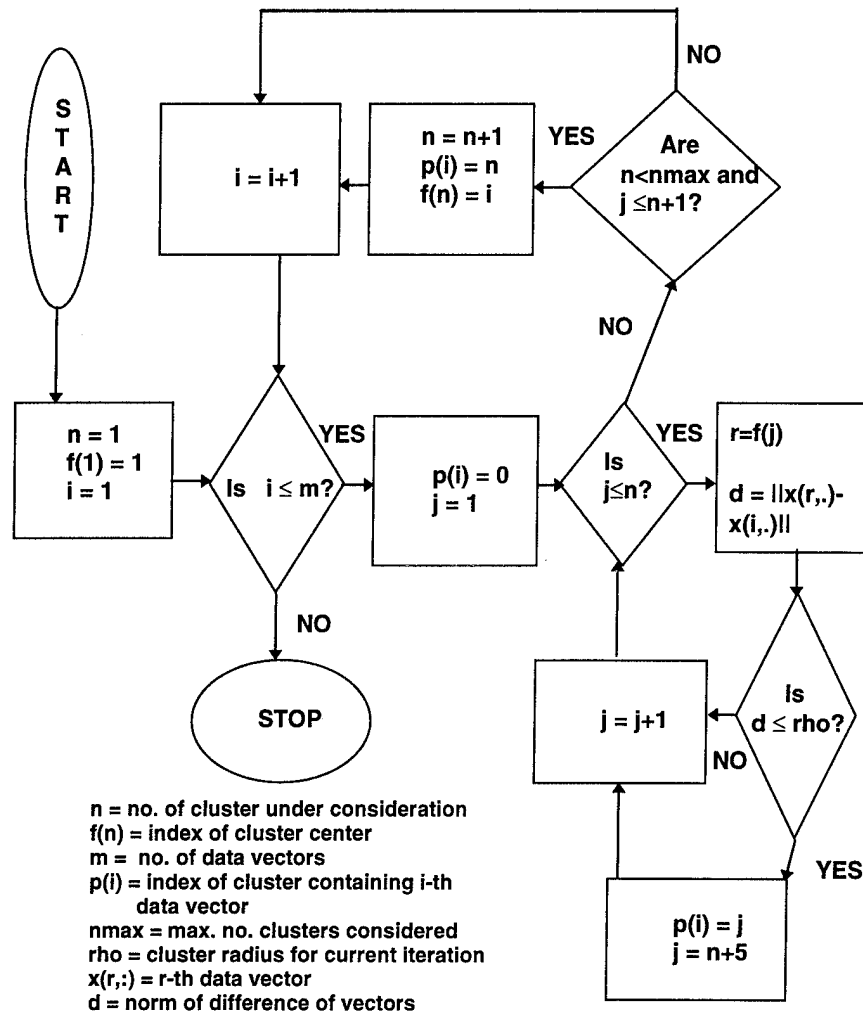 START
n = 1
f(1) = 1
i = 1
i = i+1
n = n+1
p(i) = n
f(n) = i
YES
NO
Are
n<nmax and
j ≤n+1?
NO
Is i ≤ m?
YES
p(i) = 0
j = 1
Is
j≤n?
YES
r=f(j)
d = ||x(r,.)-
x(i,.)||
NO
STOP
j = j+1
Is
d ≤ rho?
NO
YES
p(i) = j
j = n+5
n = no. of cluster under consideration
f(n) = index of cluster center
m = no. of data vectors
p(i) = index of cluster containing i-th
data vector
nmax = max. no. clusters considered
rho = cluster radius for current iteration
x(r,:) = r-th data vector
d = norm of difference of vectors